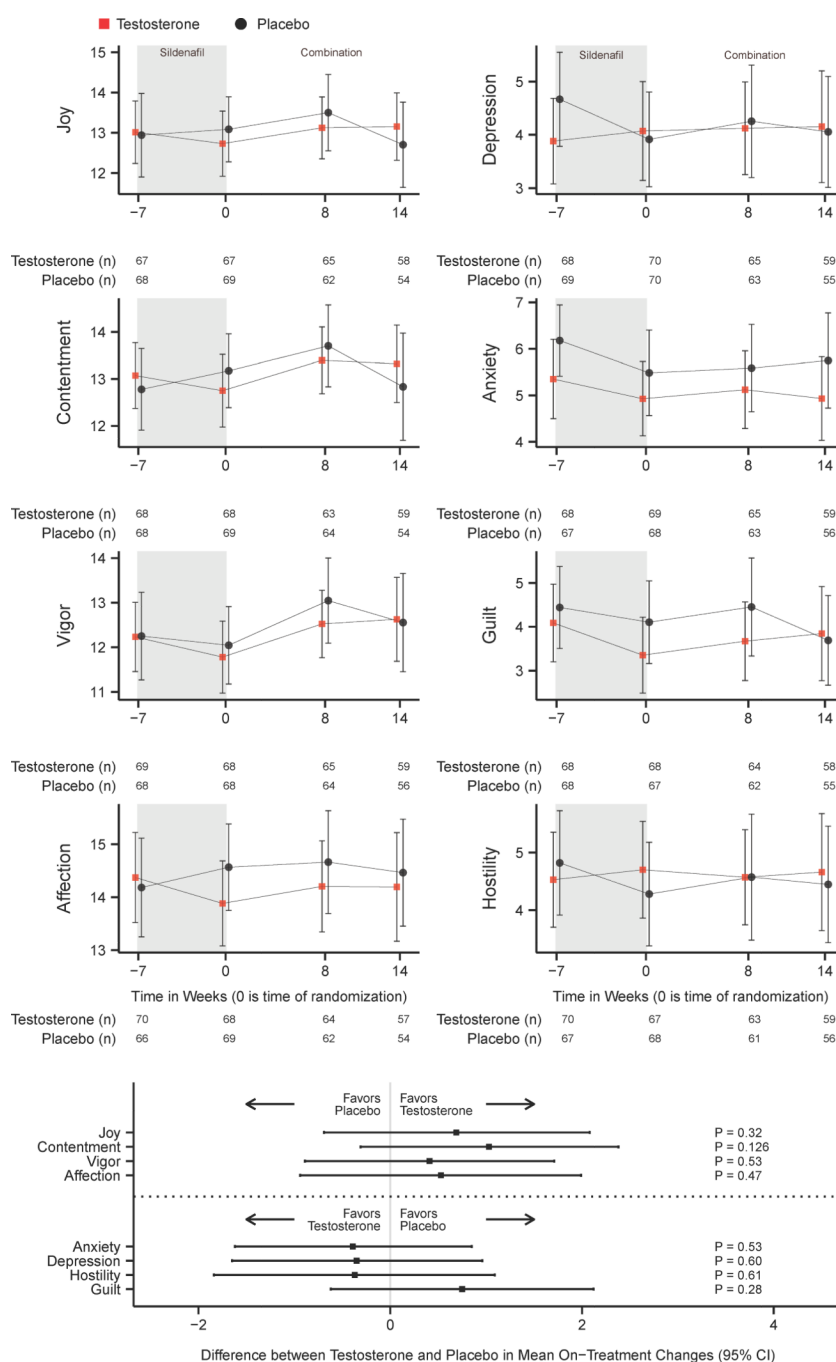 Testosterone Placebo
Sildenafil Combination
Joy
15
14
13
12
−7 0 8 14
Testosterone (n) 67 67 65 58
Placebo (n) 68 69 62 54
Sildenafil Combination
Depression
5
4
3
−7 0 8 14
Testosterone (n) 68 70 65 59
Placebo (n) 69 70 63 55
Contentment
14
13
12
−7 0 8 14
Testosterone (n) 68 68 63 59
Placebo (n) 68 69 64 54
Anxiety
7
6
5
4
−7 0 8 14
Testosterone (n) 68 69 65 59
Placebo (n) 67 68 63 56
Vigor
14
13
12
11
−7 0 8 14
Testosterone (n) 69 68 65 59
Placebo (n) 68 68 64 56
Guilt
5
4
3
−7 0 8 14
Testosterone (n) 68 68 64 58
Placebo (n) 68 67 62 55
Affection
15
14
13
−7 0 8 14
Time in Weeks (0 is time of randomization)
Testosterone (n) 70 68 64 57
Placebo (n) 66 69 62 54
Hostility
5
4
−7 0 8 14
Time in Weeks (0 is time of randomization)
Testosterone (n) 70 67 63 59
Placebo (n) 67 68 61 56
Favors Favors
Placebo Testosterone
Joy P = 0.32
Contentment P = 0.126
Vigor P = 0.53
Affection P = 0.47
Favors Favors
Testosterone Placebo
Anxiety P = 0.53
Depression P = 0.60
Hostility P = 0.61
Guilt P = 0.28
−2 0 2 4
Difference between Testosterone and Placebo in Mean On−Treatment Changes (95% CI)